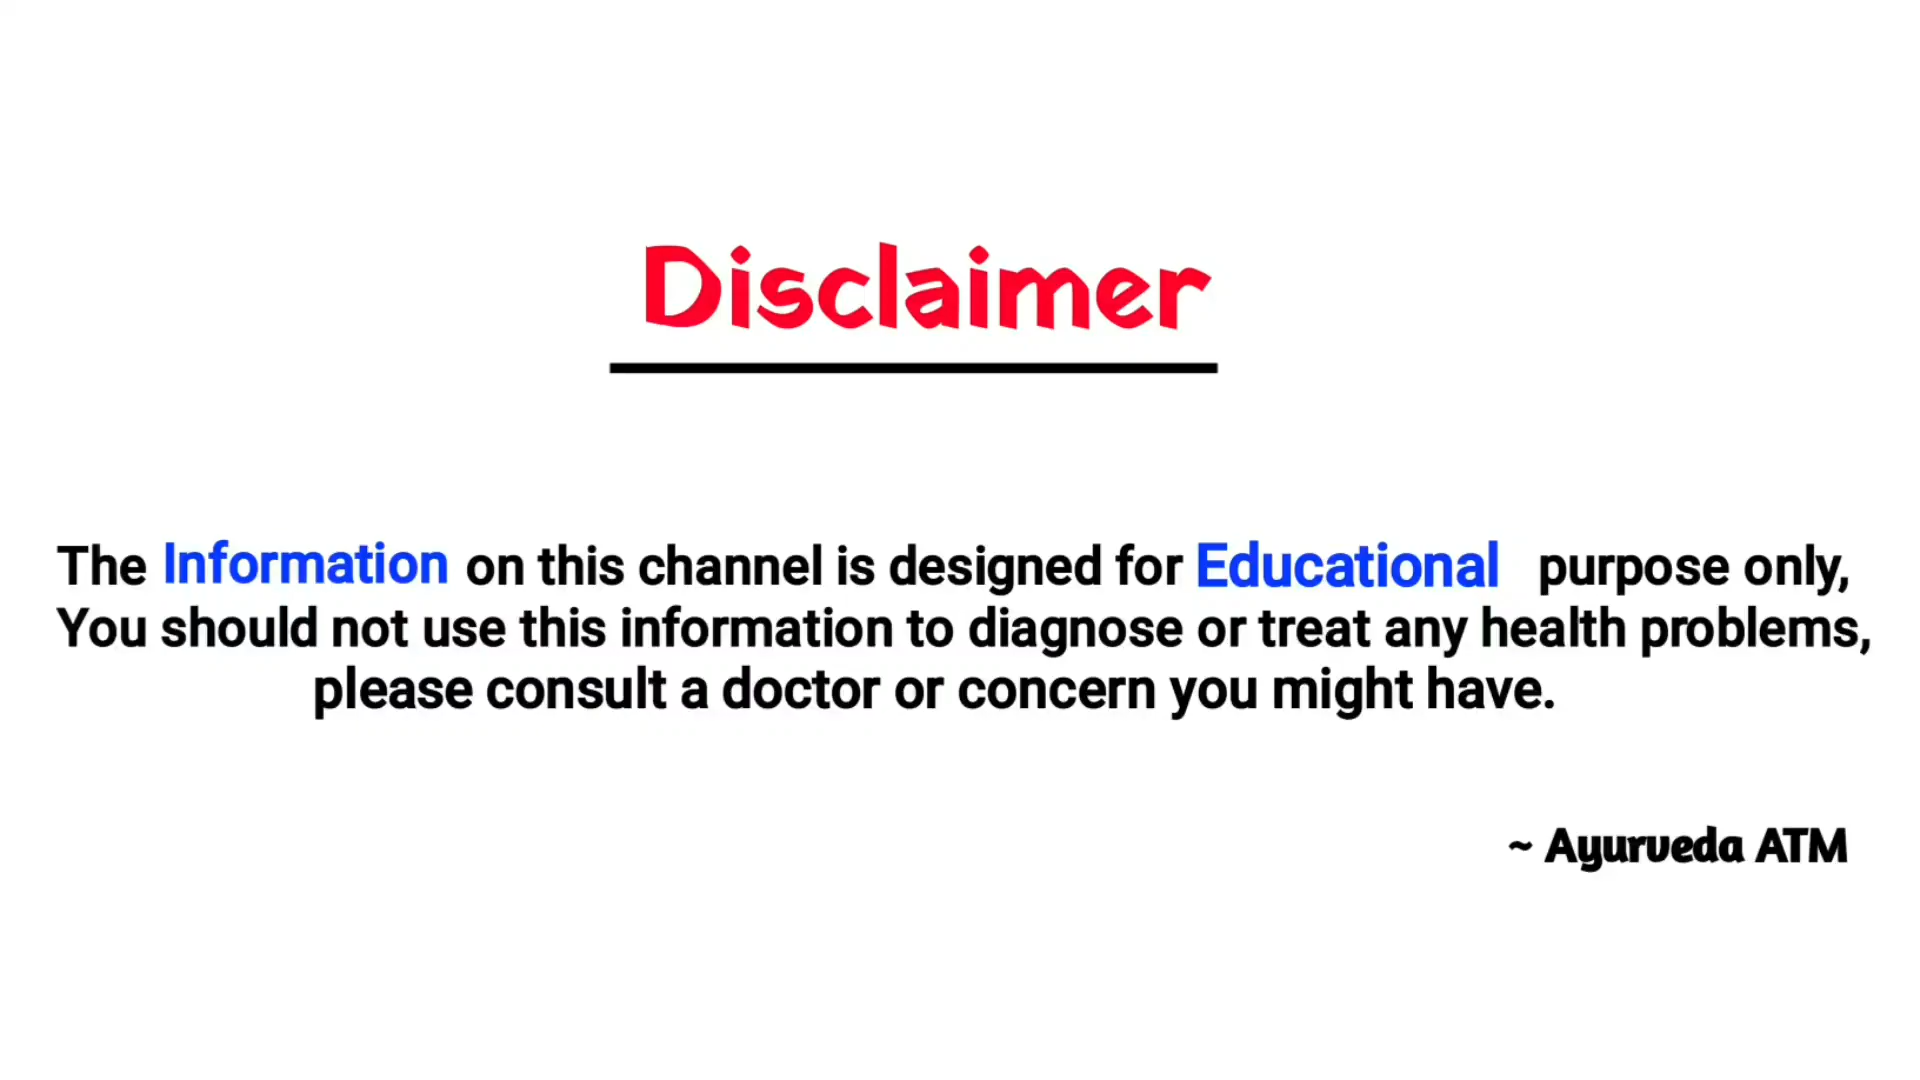 Disclaimer
The Information on this channel is designed for Educational purpose only,
You should not use this information to diagnose or treat any health problems,
please consult a doctor or concern you might have.
~ Ayurveda ATM